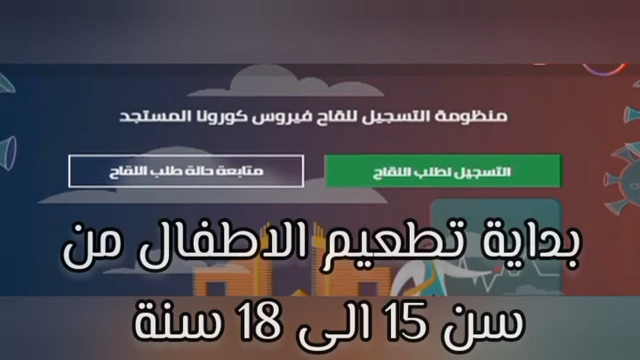 منظومة التسجيل للقاح فيروس كورونا المستجد
التسجيل لطلب اللقاح
متابعة حالة طلب اللقاح
بداية تطعيم الاطفال من
سن 15 الى 18 سنة